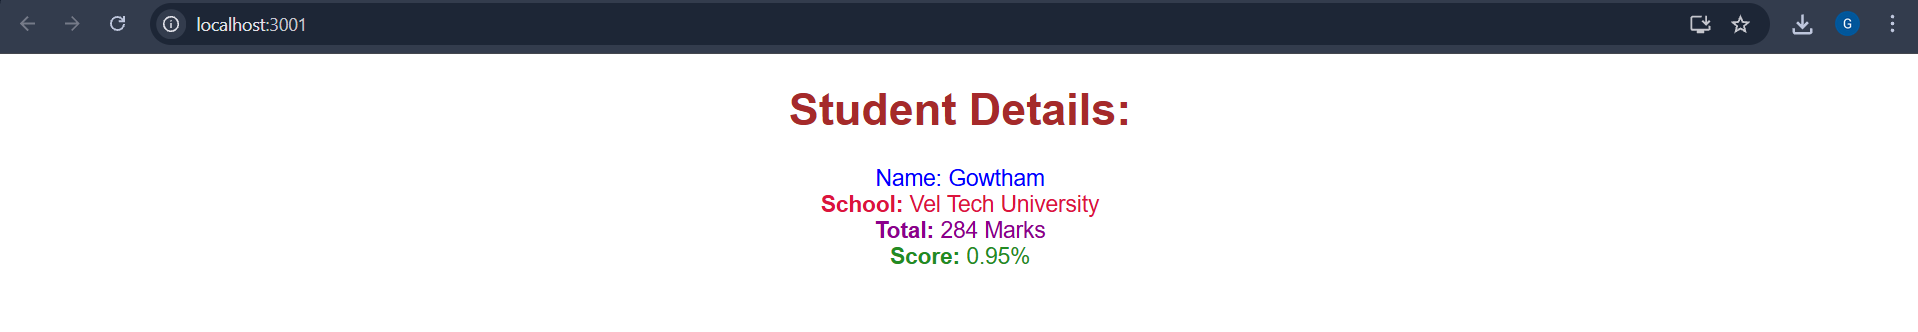 localhost:3001
G
Student Details:
Name: Gowtham
School: Vel Tech University
Total: 284 Marks
Score: 0.95%